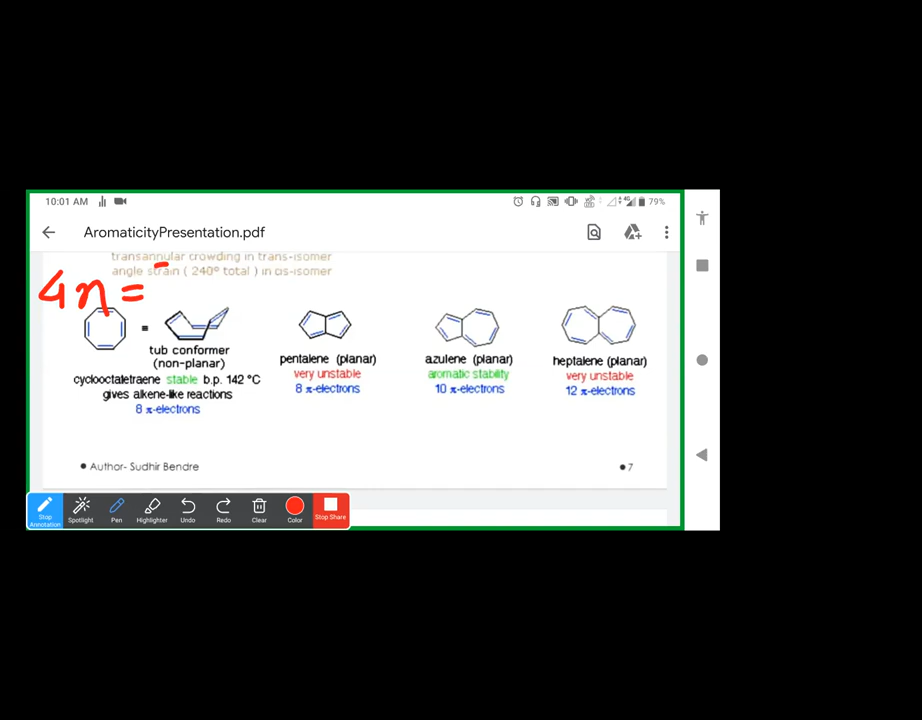 10:01 AM 4G 79%
AromaticityPresentation.pdf
transannular crowding in trans-isomer
angle strain ( 240° total ) in cis-isomer
4n =
=
tub conformer
(non-planar)
cyclooctatetraene stable b.p. 142 °C
gives alkene-like reactions
8 π-electrons
pentalene (planar)
very unstable
8 π-electrons
azulene (planar)
aromatic stability
10 π-electrons
heptalene (planar)
very unstable
12 π-electrons
Author- Sudhir Bendre
7
Stop Annotation
Spotlight
Pen
Highlighter
Undo
Redo
Clear
Color
Stop Share